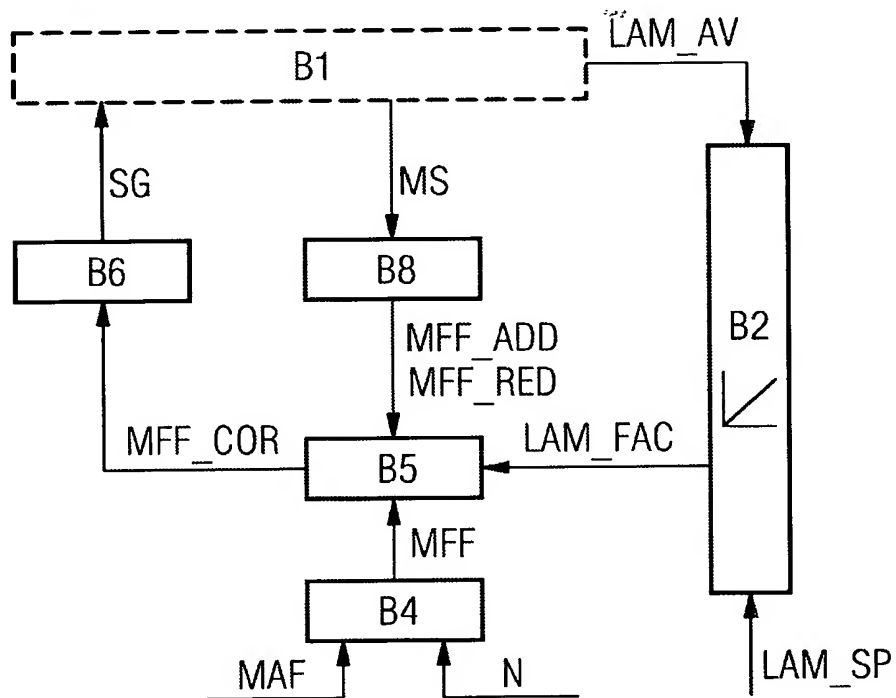 LAM_AV
B1
SG
MS
B6
B8
B2
MFF_ADD
MFF_RED
MFF_COR
LAM_FAC
B5
MFF
B4
MAF
N
LAM_SP